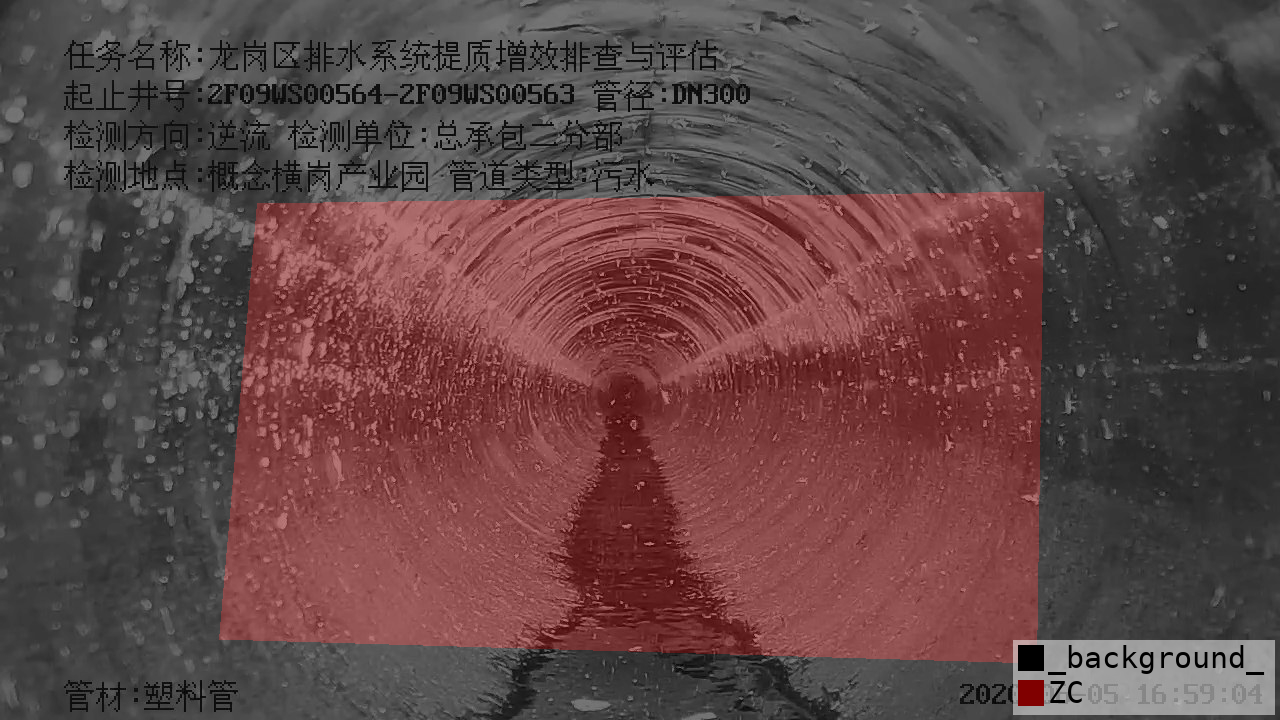 任务名称:龙岗区排水系统提质增效排查与评估
起止井号:2F09WS00564-2F09WS00563 管径:DN300
检测方向:逆流 检测单位:总承包二分部
检测地点:概念横岗产业园 管道类型:污水
管材:塑料管
_background_
ZC
2020 05 16:59:04